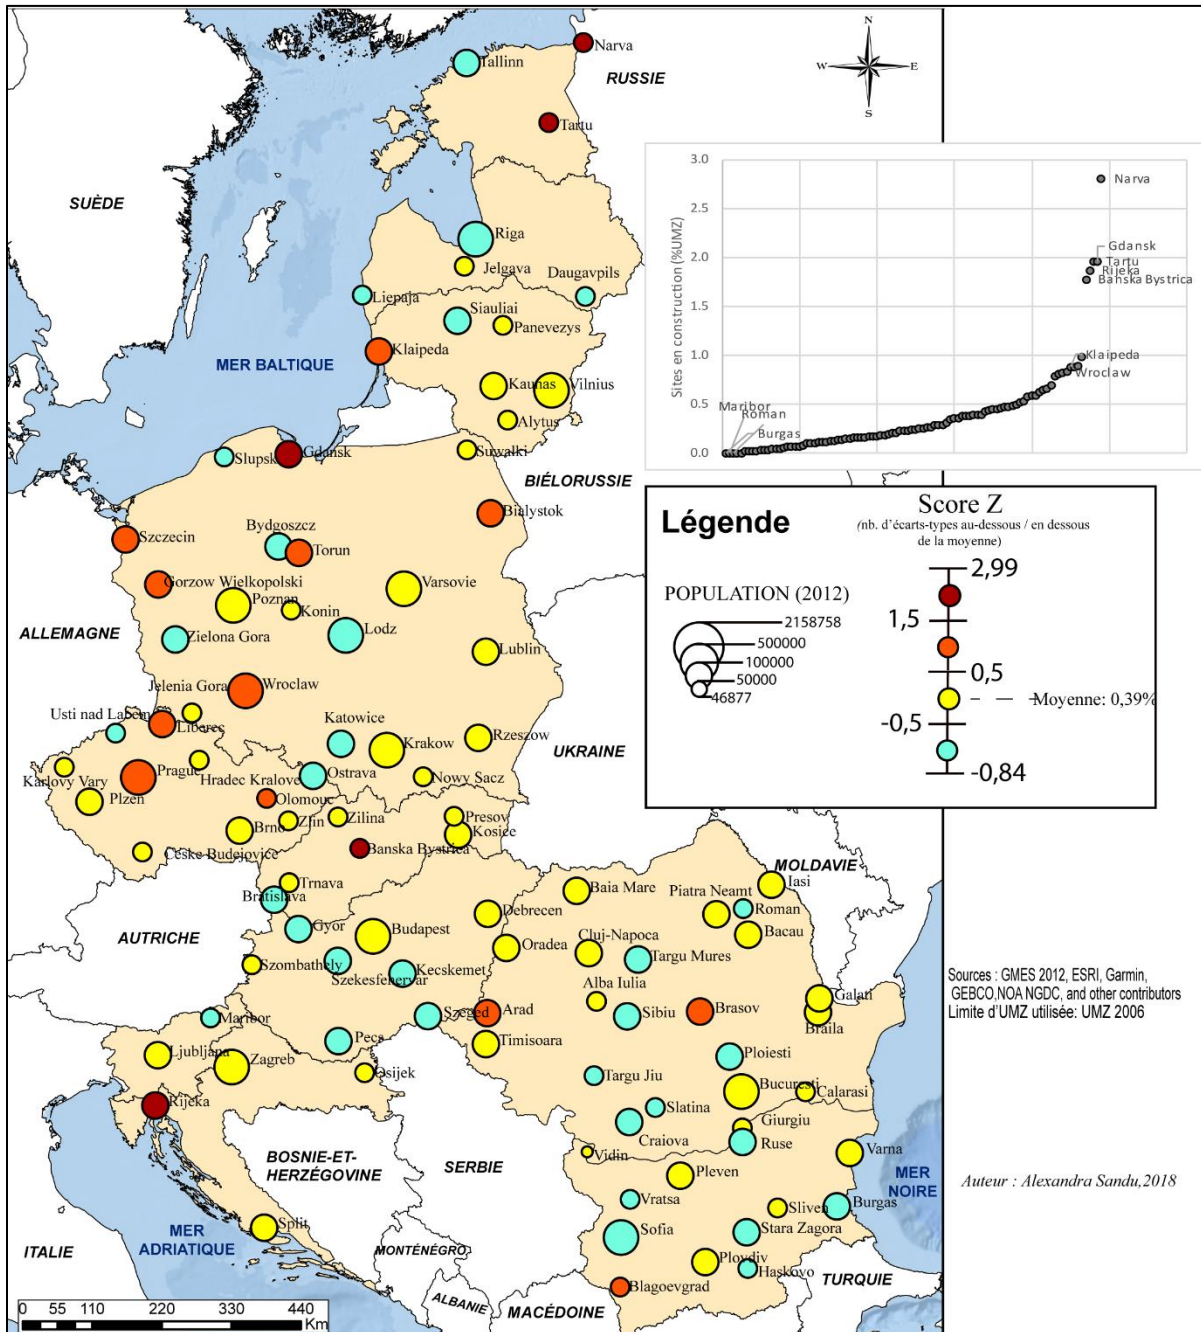 N
W
E
S
Narva
Tallinn
RUSSIE
Tartu
SUÈDE
Riga
Jelgava
Daugavpils
Liepaja
Siauliai
Panevezys
Klaipeda
MER BALTIQUE
Kaunas
Vilnius
Alytus
Slupsk
Gdansk
Suwalki
BIÉLORUSSIE
Bialystok
Szczecin
Bydgoszcz
Torun
Gorzow Wielkopolski
Poznan
Konin
Varsovie
ALLEMAGNE
Zielona Gora
Lodz
Lublin
Jelenia Gora
Wroclaw
Usti nad Labem
Liberec
Katowice
Krakow
Rzeszow
UKRAINE
Karlovy Vary
Prague
Hradec Kralove
Ostrava
Nowy Sacz
Plzen
Olomouc
Brno
Zlin
Zilina
Presov
Kosice
Ceske Budejovice
Banska Bystrica
MOLDAVIE
Trnava
Bratislava
Baia Mare
Piatra Neamt
Iasi
Roman
AUTRICHE
Gyor
Budapest
Debrecen
Oradea
Cluj-Napoca
Bacau
Targu Mures
Szombathely
Szekesfehervar
Kecskemet
Alba Iulia
Galati
Maribor
Szeged
Arad
Sibiu
Brasov
Braila
Ljubljana
Zagreb
Pecs
Timisoara
Ploiesti
Osijek
Targu Jiu
Bucuresti
Calarasi
Rijeka
Slatina
Giurgiu
Craiova
Ruse
BOSNIE-ET-
HERZÉGOVINE
SERBIE
Vidin
Varna
Pleven
MER
NOIRE
Vratsa
Sliven
Burgas
Split
MER
ADRIATIQUE
Sofia
Stara Zagora
ITALIE
MONTÉNÉGRO
Plovdiv
Haskovo
TURQUIE
Blagoevgrad
ALBANIE
MACÉDOINE
0 55 110 220 330 440
Km
Sites en construction (%UMZ)
3.0
2.5
2.0
1.5
1.0
0.5
0.0
Narva
Gdansk
Tartu
Rijeka
Banska Bystrica
Klaipeda
Wroclaw
Maribor
Roman
Burgas
Légende
POPULATION (2012)
2158758
500000
100000
50000
46877
Score Z
(nb. d'écarts-types au-dessous / en dessous
de la moyenne)
2,99
1,5
0,5
Moyenne: 0,39%
-0,5
-0,84
Sources : GMES 2012, ESRI, Garmin,
GEBCO,NOA NGDC, and other contributors
Limite d'UMZ utilisée: UMZ 2006
Auteur : Alexandra Sandu,2018